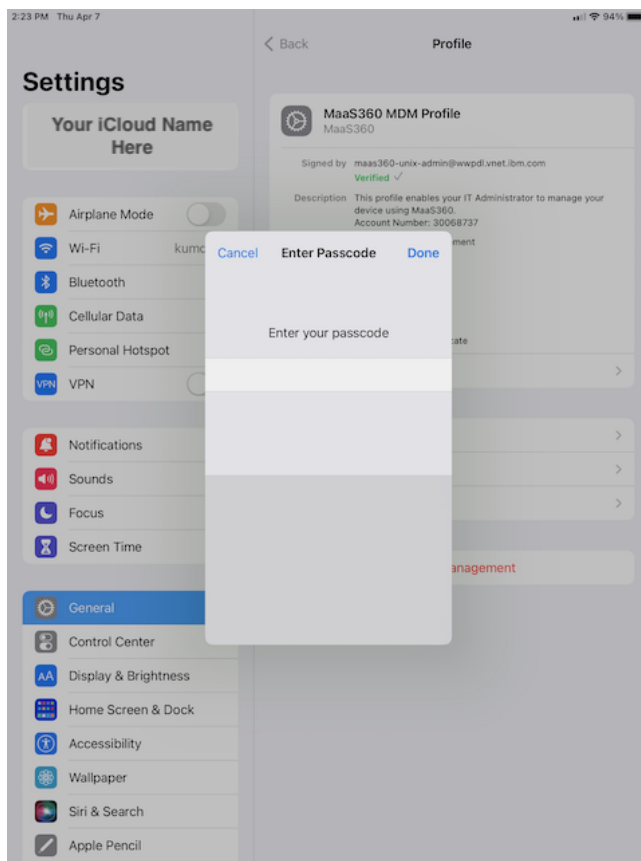 2:23 PM Thu Apr 7
94%
Settings
Your iCloud Name
Here
Airplane Mode
Wi-Fi
Bluetooth
Cellular Data
Personal Hotspot
VPN VPN
Notifications
Sounds
Focus
Screen Time
General
Control Center
AA Display & Brightness
Home Screen & Dock
Accessibility
Wallpaper
Siri & Search
Apple Pencil
Back
Profile
MaaS360 MDM Profile
MaaS360
Signed by maas360-unix-admin@wwpdl.vnet.ibm.com
Verified ✓
Description This profile enables your IT Administrator to manage your
device using MaaS360.
Account Number: 30068737
Cancel Enter Passcode Done
Enter your passcode